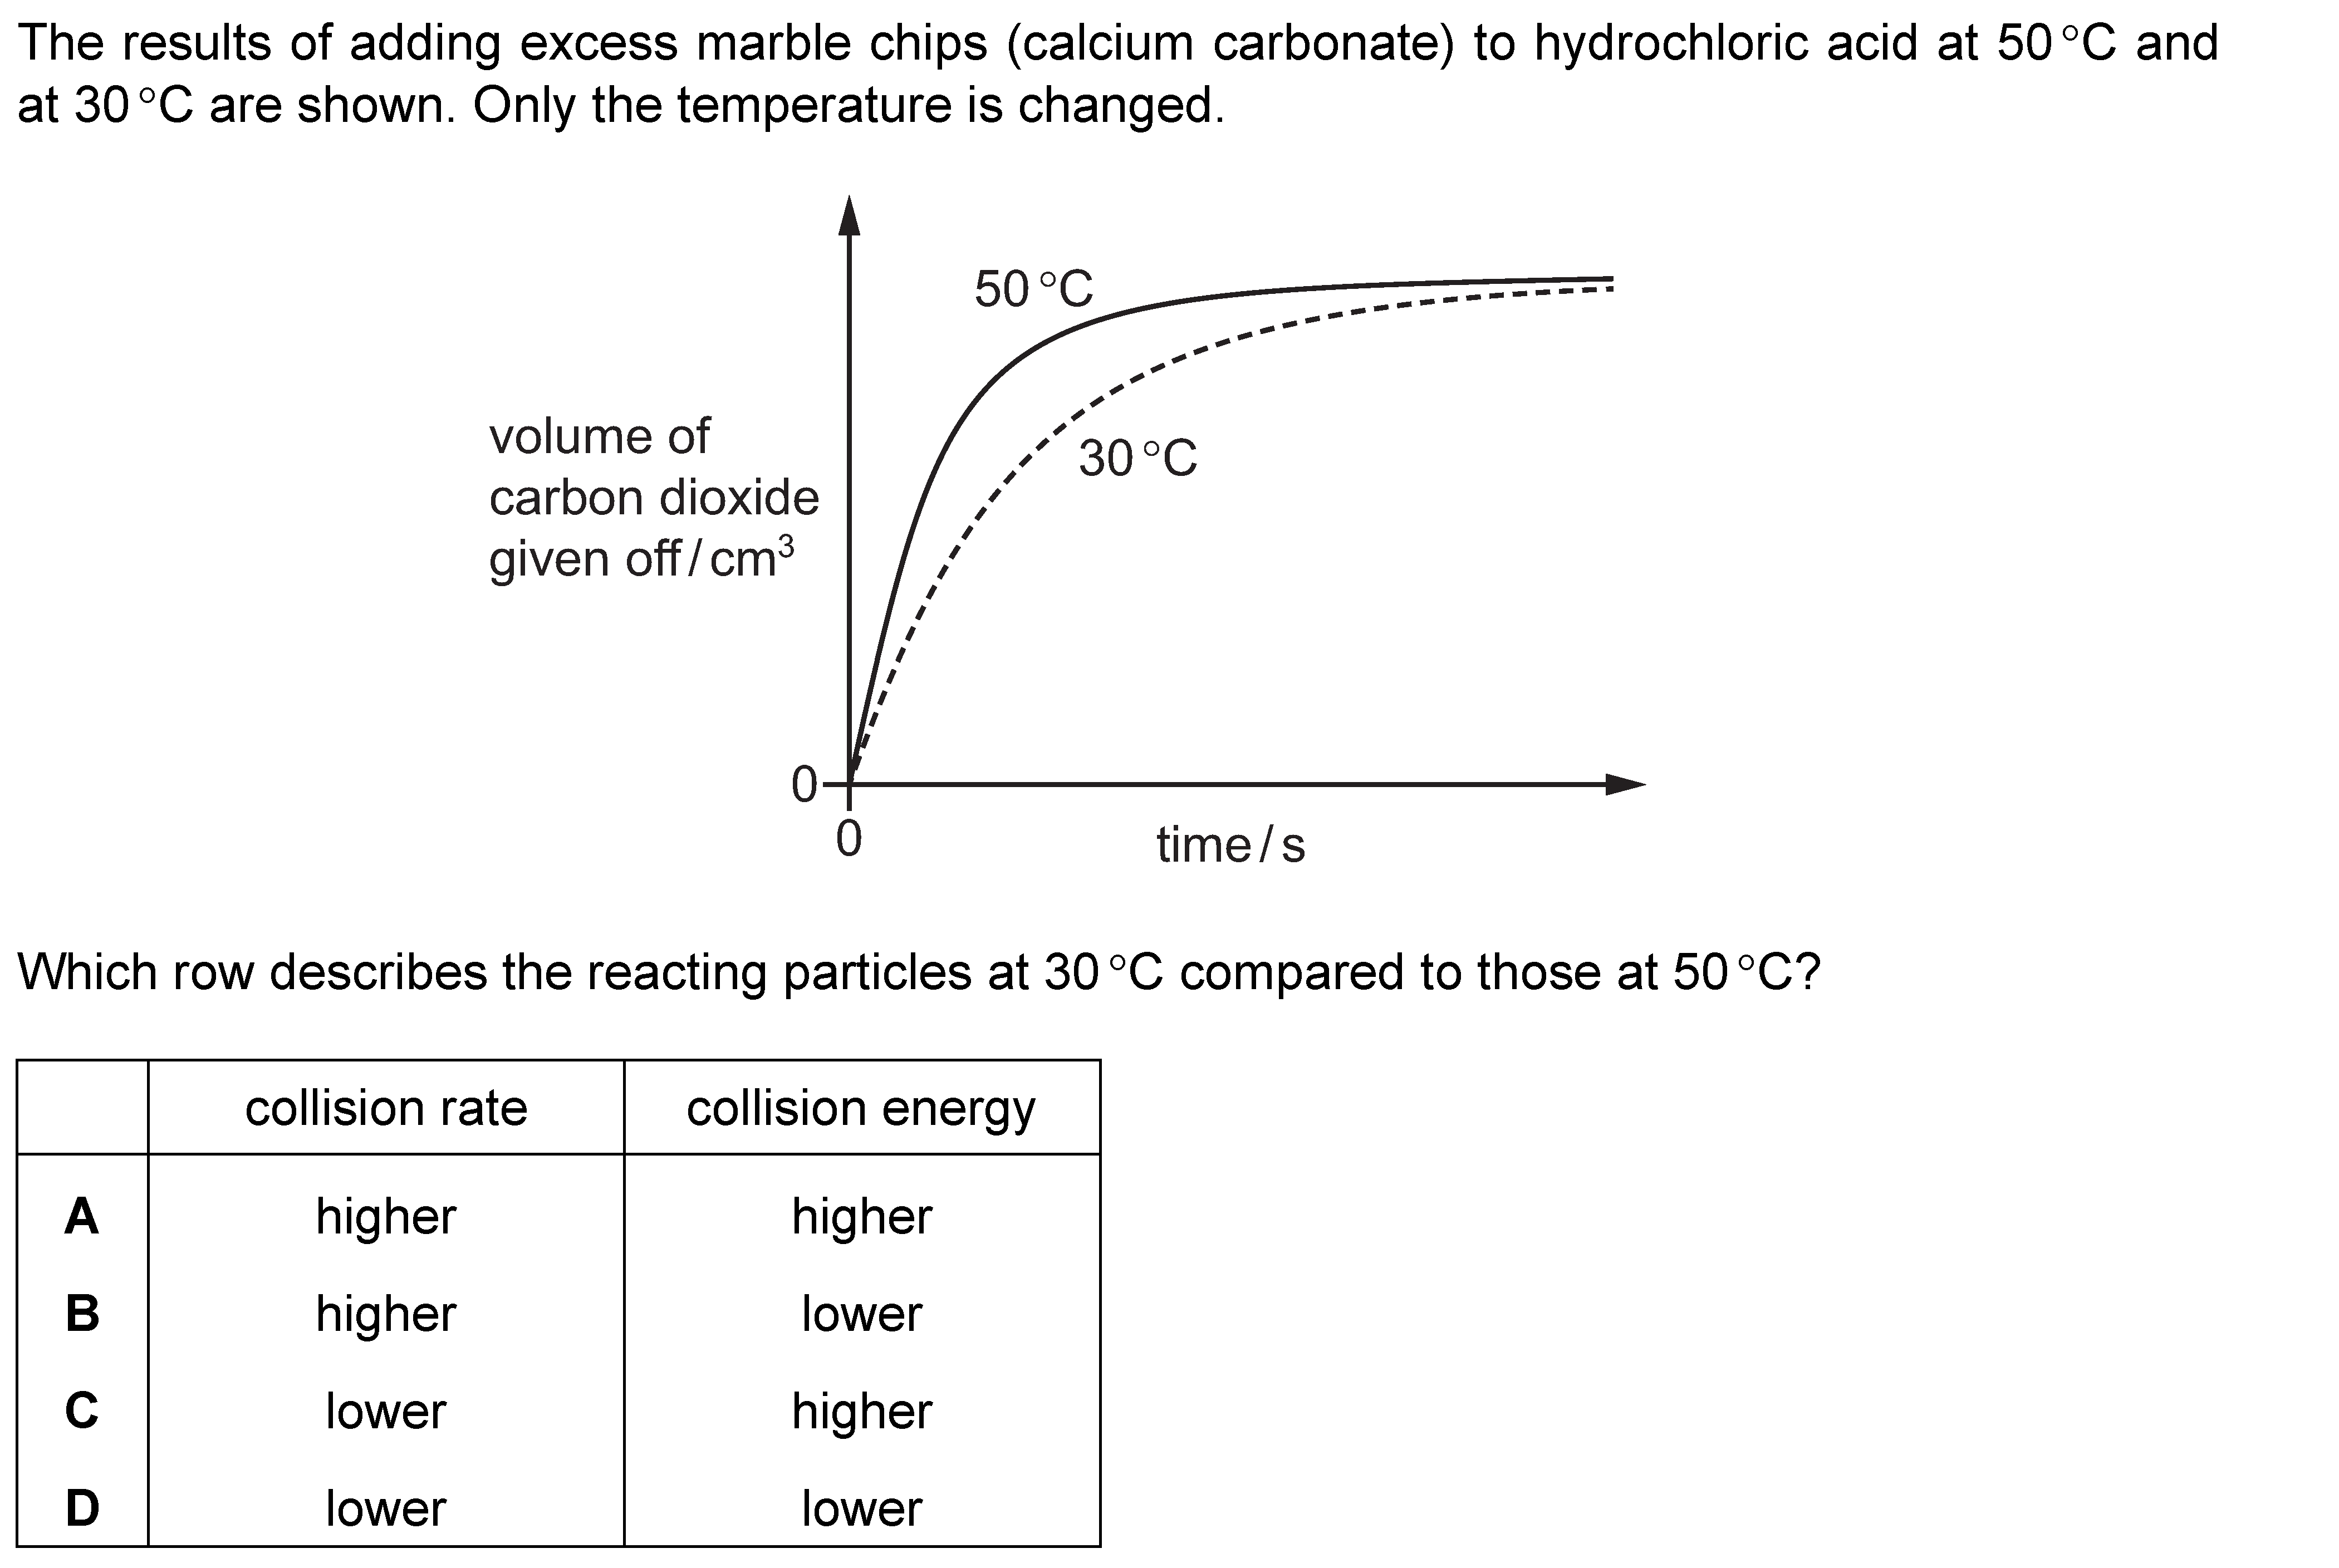 The results of adding excess marble chips (calcium carbonate) to hydrochloric acid at 50 °C and
at 30 °C are shown. Only the temperature is changed.
50 °C
30 °C
volume of
carbon dioxide
given off / cm³
0
0
time / s
Which row describes the reacting particles at 30 °C compared to those at 50 °C?
collision rate collision energy
A higher higher
B higher lower
C lower higher
D lower lower